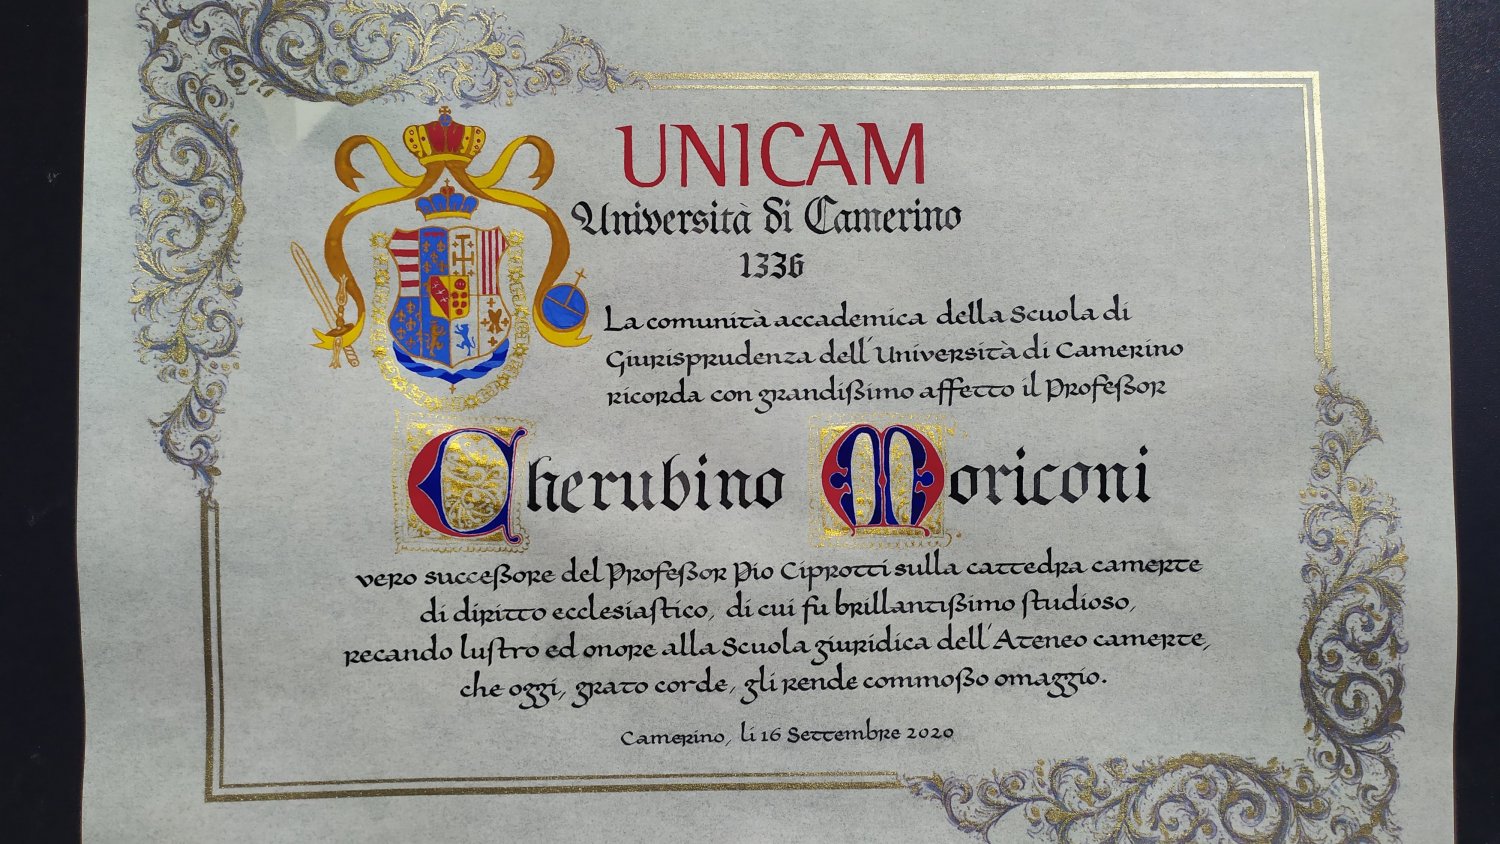 UNICAM
Università di Camerino
1336
La comunità accademica della Scuola di
Giurisprudenza dell'Università di Camerino
ricorda con grandißimo affetto il Profeßor
Cherubino Moriconi
vero succeßore del Profeßor Pio Ciprotti sulla cattedra camerte
di diritto ecclesiaſtico, di cui fu brillantißimo ſtudioso,
recando luſtro ed onore alla Scuola giuridica dell'Ateneo camerte,
che oggi, grato corde, gli rende commoßo omaggio.
Camerino, li 16 Settembre 2020